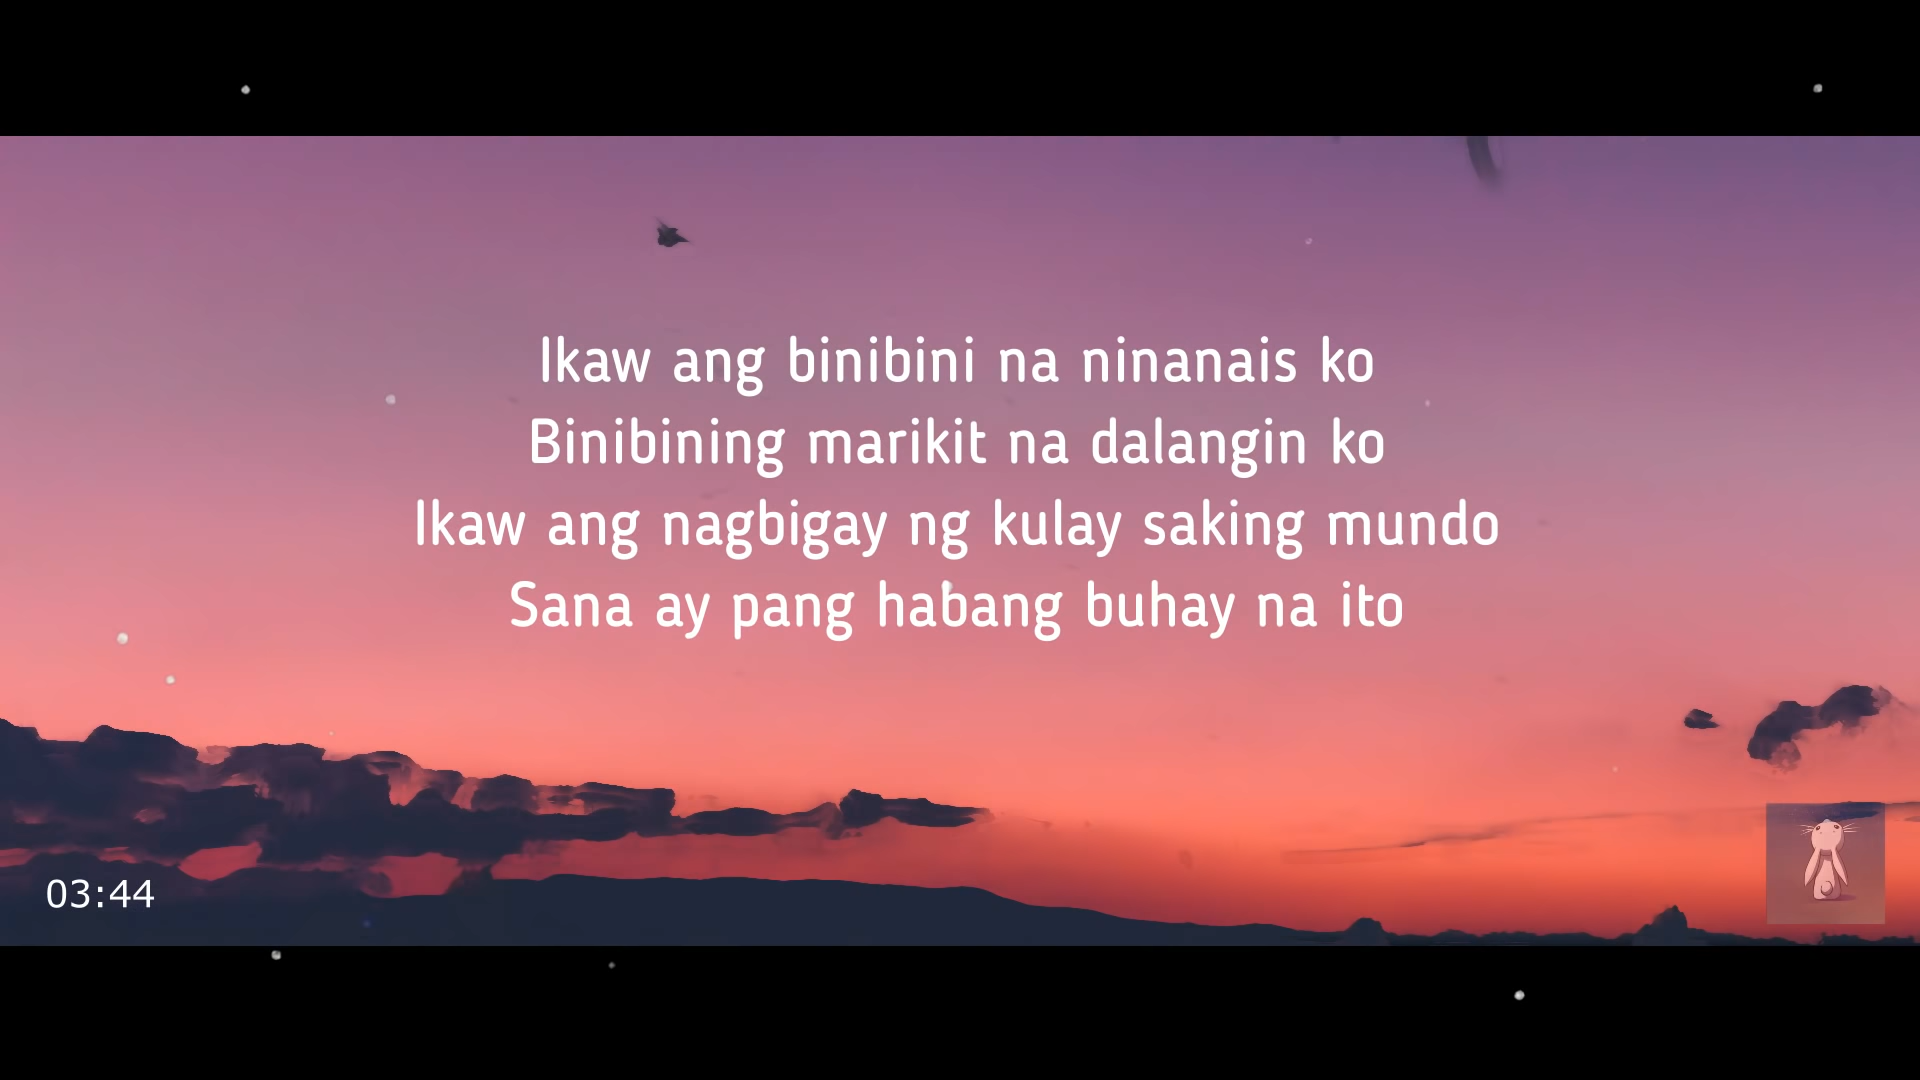 Ikaw ang binibini na ninanais ko
Binibining marikit na dalangin ko
Ikaw ang nagbigay ng kulay saking mundo
Sana ay pang habang buhay na ito
03:44